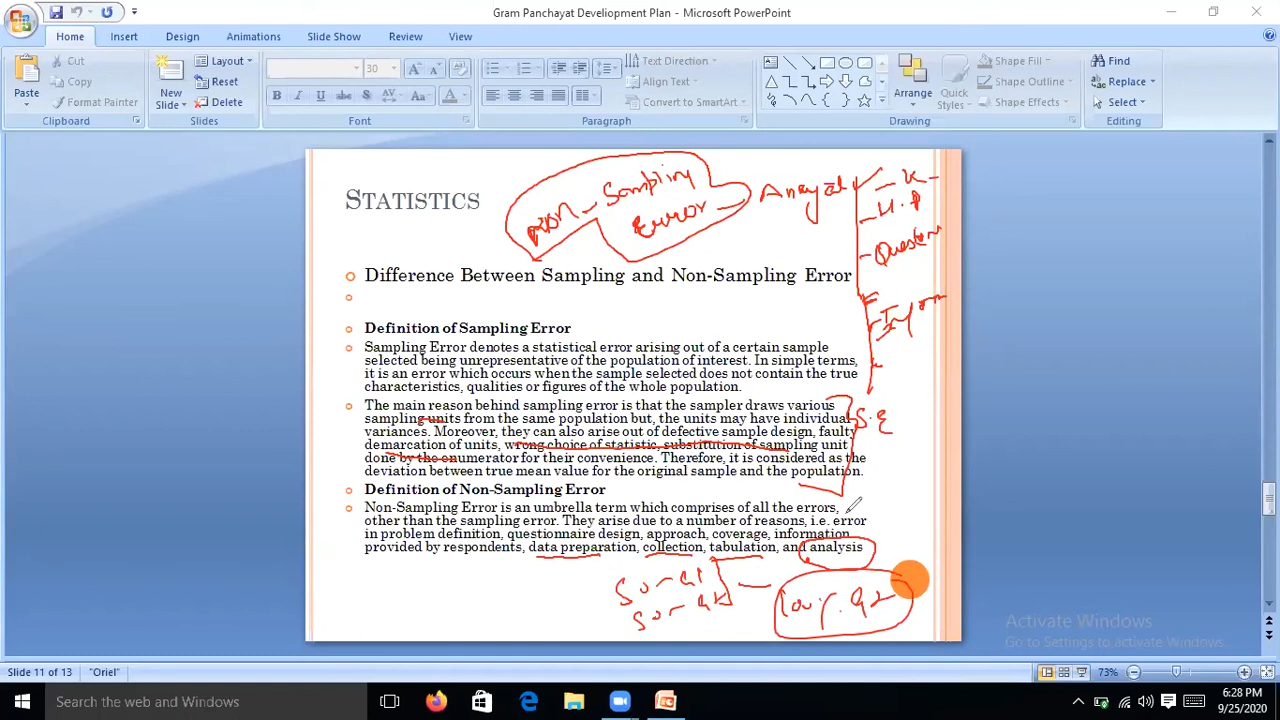 Gram Panchayat Develiopment Plan - Microsoft PowerPoint
Home Insert Design Animations Slide Show Review View
Paste
Cut
Copy
Format Painter
Clipboard
New Slide
Layout
Reset
Delete
Slides
30
B I U abc S AV Aa A
Font
Text Direction
Align Text
Convert to SmartArt
Paragraph
Arrange
Quick Styles
Shape Fill
Shape Outline
Shape Effects
Drawing
Find
Replace
Select
Editing
STATISTICS
Non - Sampling
Error
H.P
S.E
Difference Between Sampling and Non-Sampling Error
Definition of Sampling Error
Sampling Error denotes a statistical error arising out of a certain sample
selected being unrepresentative of the population of interest. In simple terms,
it is an error which occurs when the sample selected does not contain the true
characteristics, qualities or figures of the whole population.
The main reason behind sampling error is that the sampler draws various
sampling units from the same population but, the units may have individual
variances. Moreover, they can also arise out of defective sample design, faulty
demarcation of units, wrong choice of statistic, substitution of sampling unit
done by the enumerator for their convenience. Therefore, it is considered as the
deviation between true mean value for the original sample and the population.
Definition of Non-Sampling Error
Non-Sampling Error is an umbrella term which comprises of all the errors,
other than the sampling error. They arise due to a number of reasons, i.e. error
in problem definition, questionnaire design, approach, coverage, information
provided by respondents, data preparation, collection, tabulation, and analysis
Activate Windows
Go to Settings to activate Windows.
Slide 11 of 13 "Oriel" 73%
Search the web and Windows
6:28 PM
9/25/2020